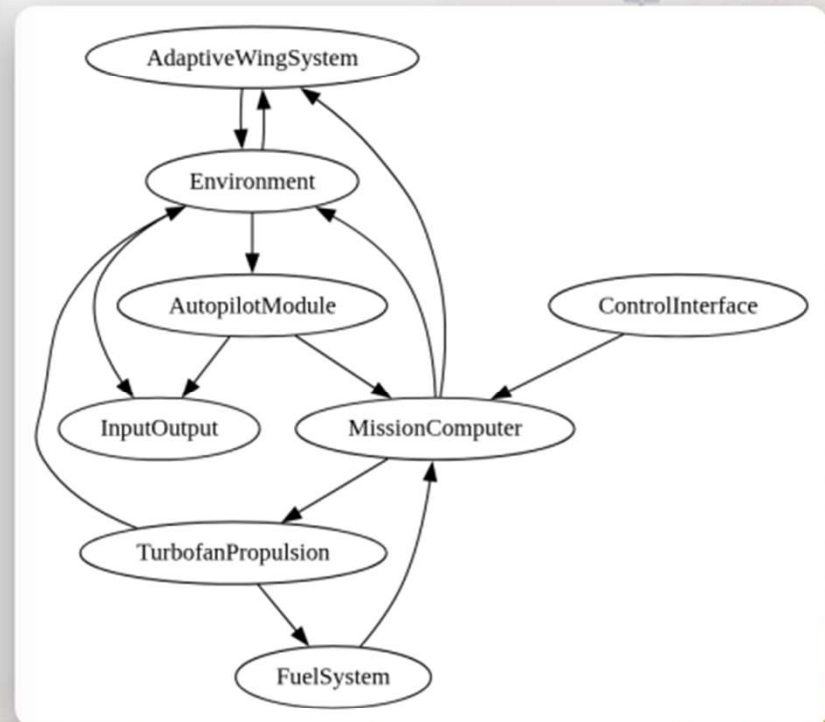 AdaptiveWingSystem
Environment
AutopilotModule
ControlInterface
InputOutput
MissionComputer
TurbofanPropulsion
FuelSystem